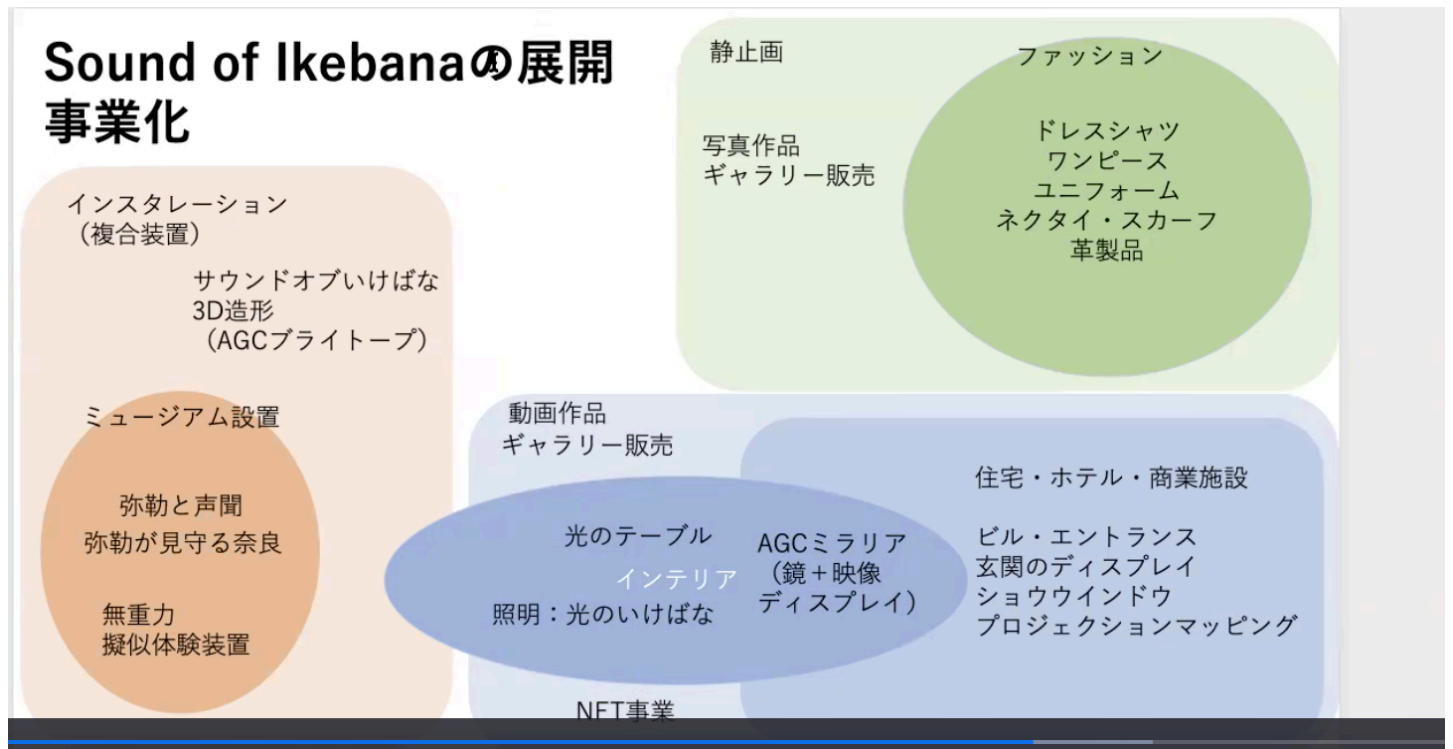 Sound of Ikebanaの展開
事業化
静止画
写真作品
ギャラリー販売
ファッション
ドレスシャツ
ワンピース
ユニフォーム
ネクタイ・スカーフ
革製品
インスタレーション
（複合装置）
サウンドオブいけばな
3D造形
（AGCブライトープ）
ミュージアム設置
弥勒と声聞
弥勒が見守る奈良
無重力
擬似体験装置
動画作品
ギャラリー販売
光のテーブル
インテリア
照明：光のいけばな
AGCミラリア
（鏡＋映像
ディスプレイ）
住宅・ホテル・商業施設
ビル・エントランス
玄関のディスプレイ
ショウウインドウ
プロジェクションマッピング
NFT事業